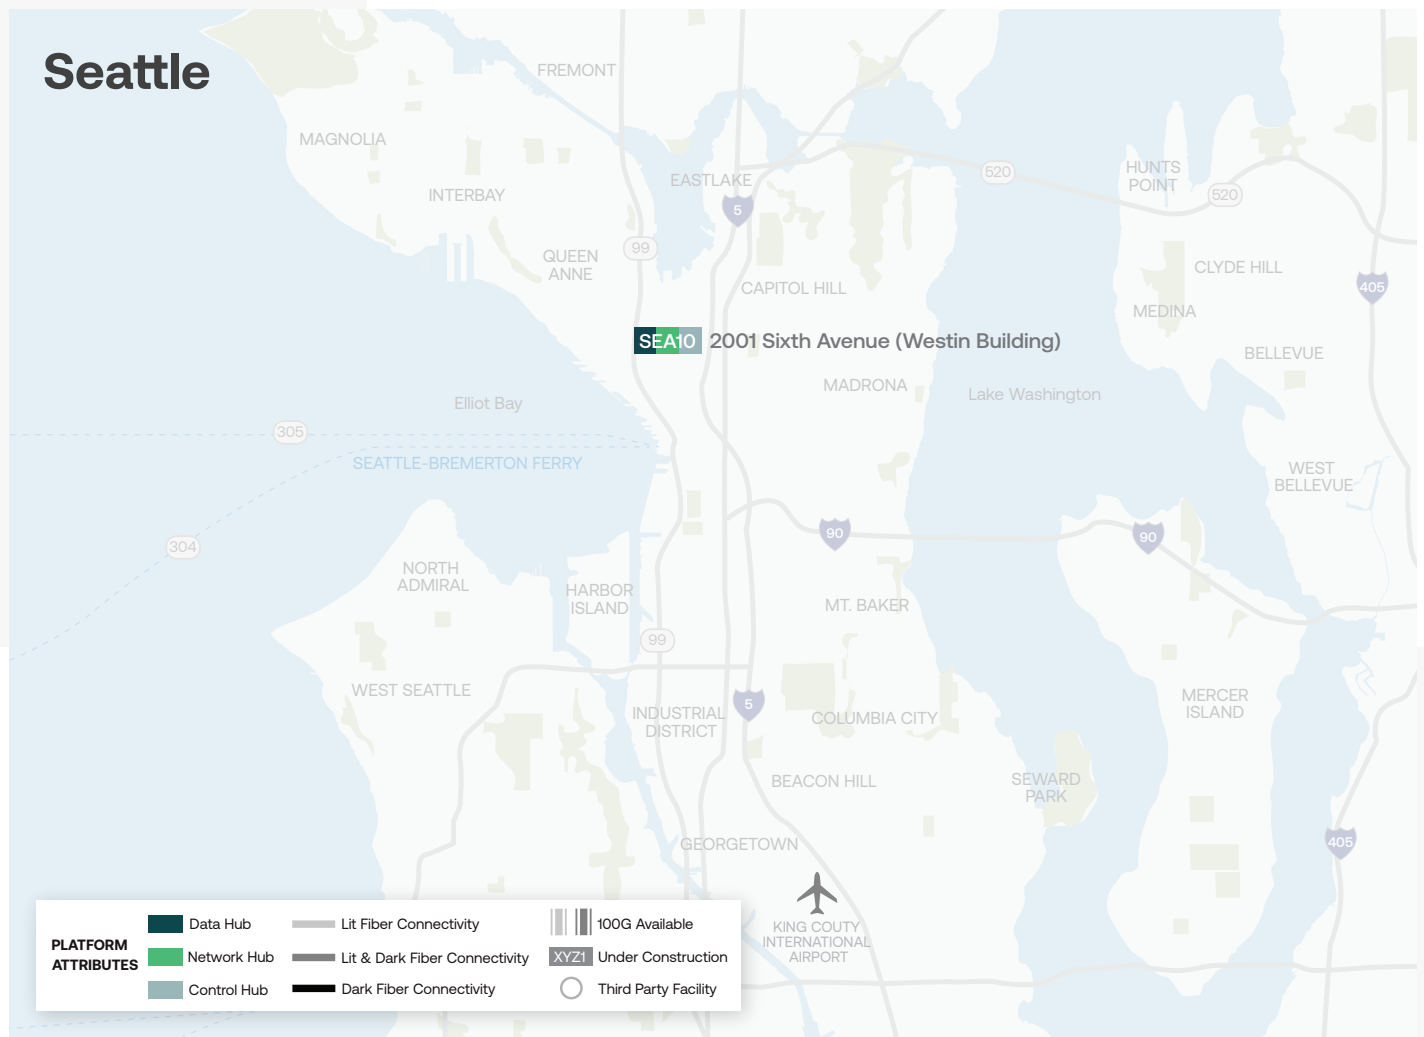 Seattle
FREMONT
MAGNOLIA
INTERBAY
EASTLAKE
HUNTS
POINT
520
520
5
99
QUEEN
ANNE
CAPITOL HILL
CLYDE HILL
405
MEDINA
SEA10 2001 Sixth Avenue (Westin Building)
BELLEVUE
MADRONA
Lake Washington
Elliot Bay
305
SEATTLE-BREMERTON FERRY
WEST
BELLEVUE
304
90
90
NORTH
ADMIRAL
HARBOR
ISLAND
MT. BAKER
99
WEST SEATTLE
5
INDUSTRIAL
DISTRICT
COLUMBIA CITY
MERCER
ISLAND
BEACON HILL
SEWARD
PARK
GEORGETOWN
405
KING COUTY
INTERNATIONAL
AIRPORT
PLATFORM
ATTRIBUTES
Data Hub
Network Hub
Control Hub
Lit Fiber Connectivity
Lit & Dark Fiber Connectivity
Dark Fiber Connectivity
100G Available
XYZ1 Under Construction
Third Party Facility